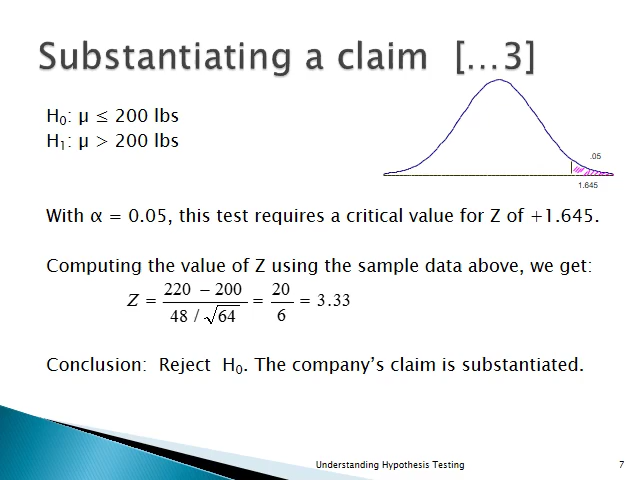 Substantiating a claim […3]
H₀: μ ≤ 200 lbs
H₁: μ > 200 lbs
.05
1.645
With α = 0.05, this test requires a critical value for Z of +1.645.
Computing the value of Z using the sample data above, we get:
Z = (220 − 200) / (48 / √64) = 20 / 6 = 3.33
Conclusion: Reject H₀. The company’s claim is substantiated.
Understanding Hypothesis Testing
7